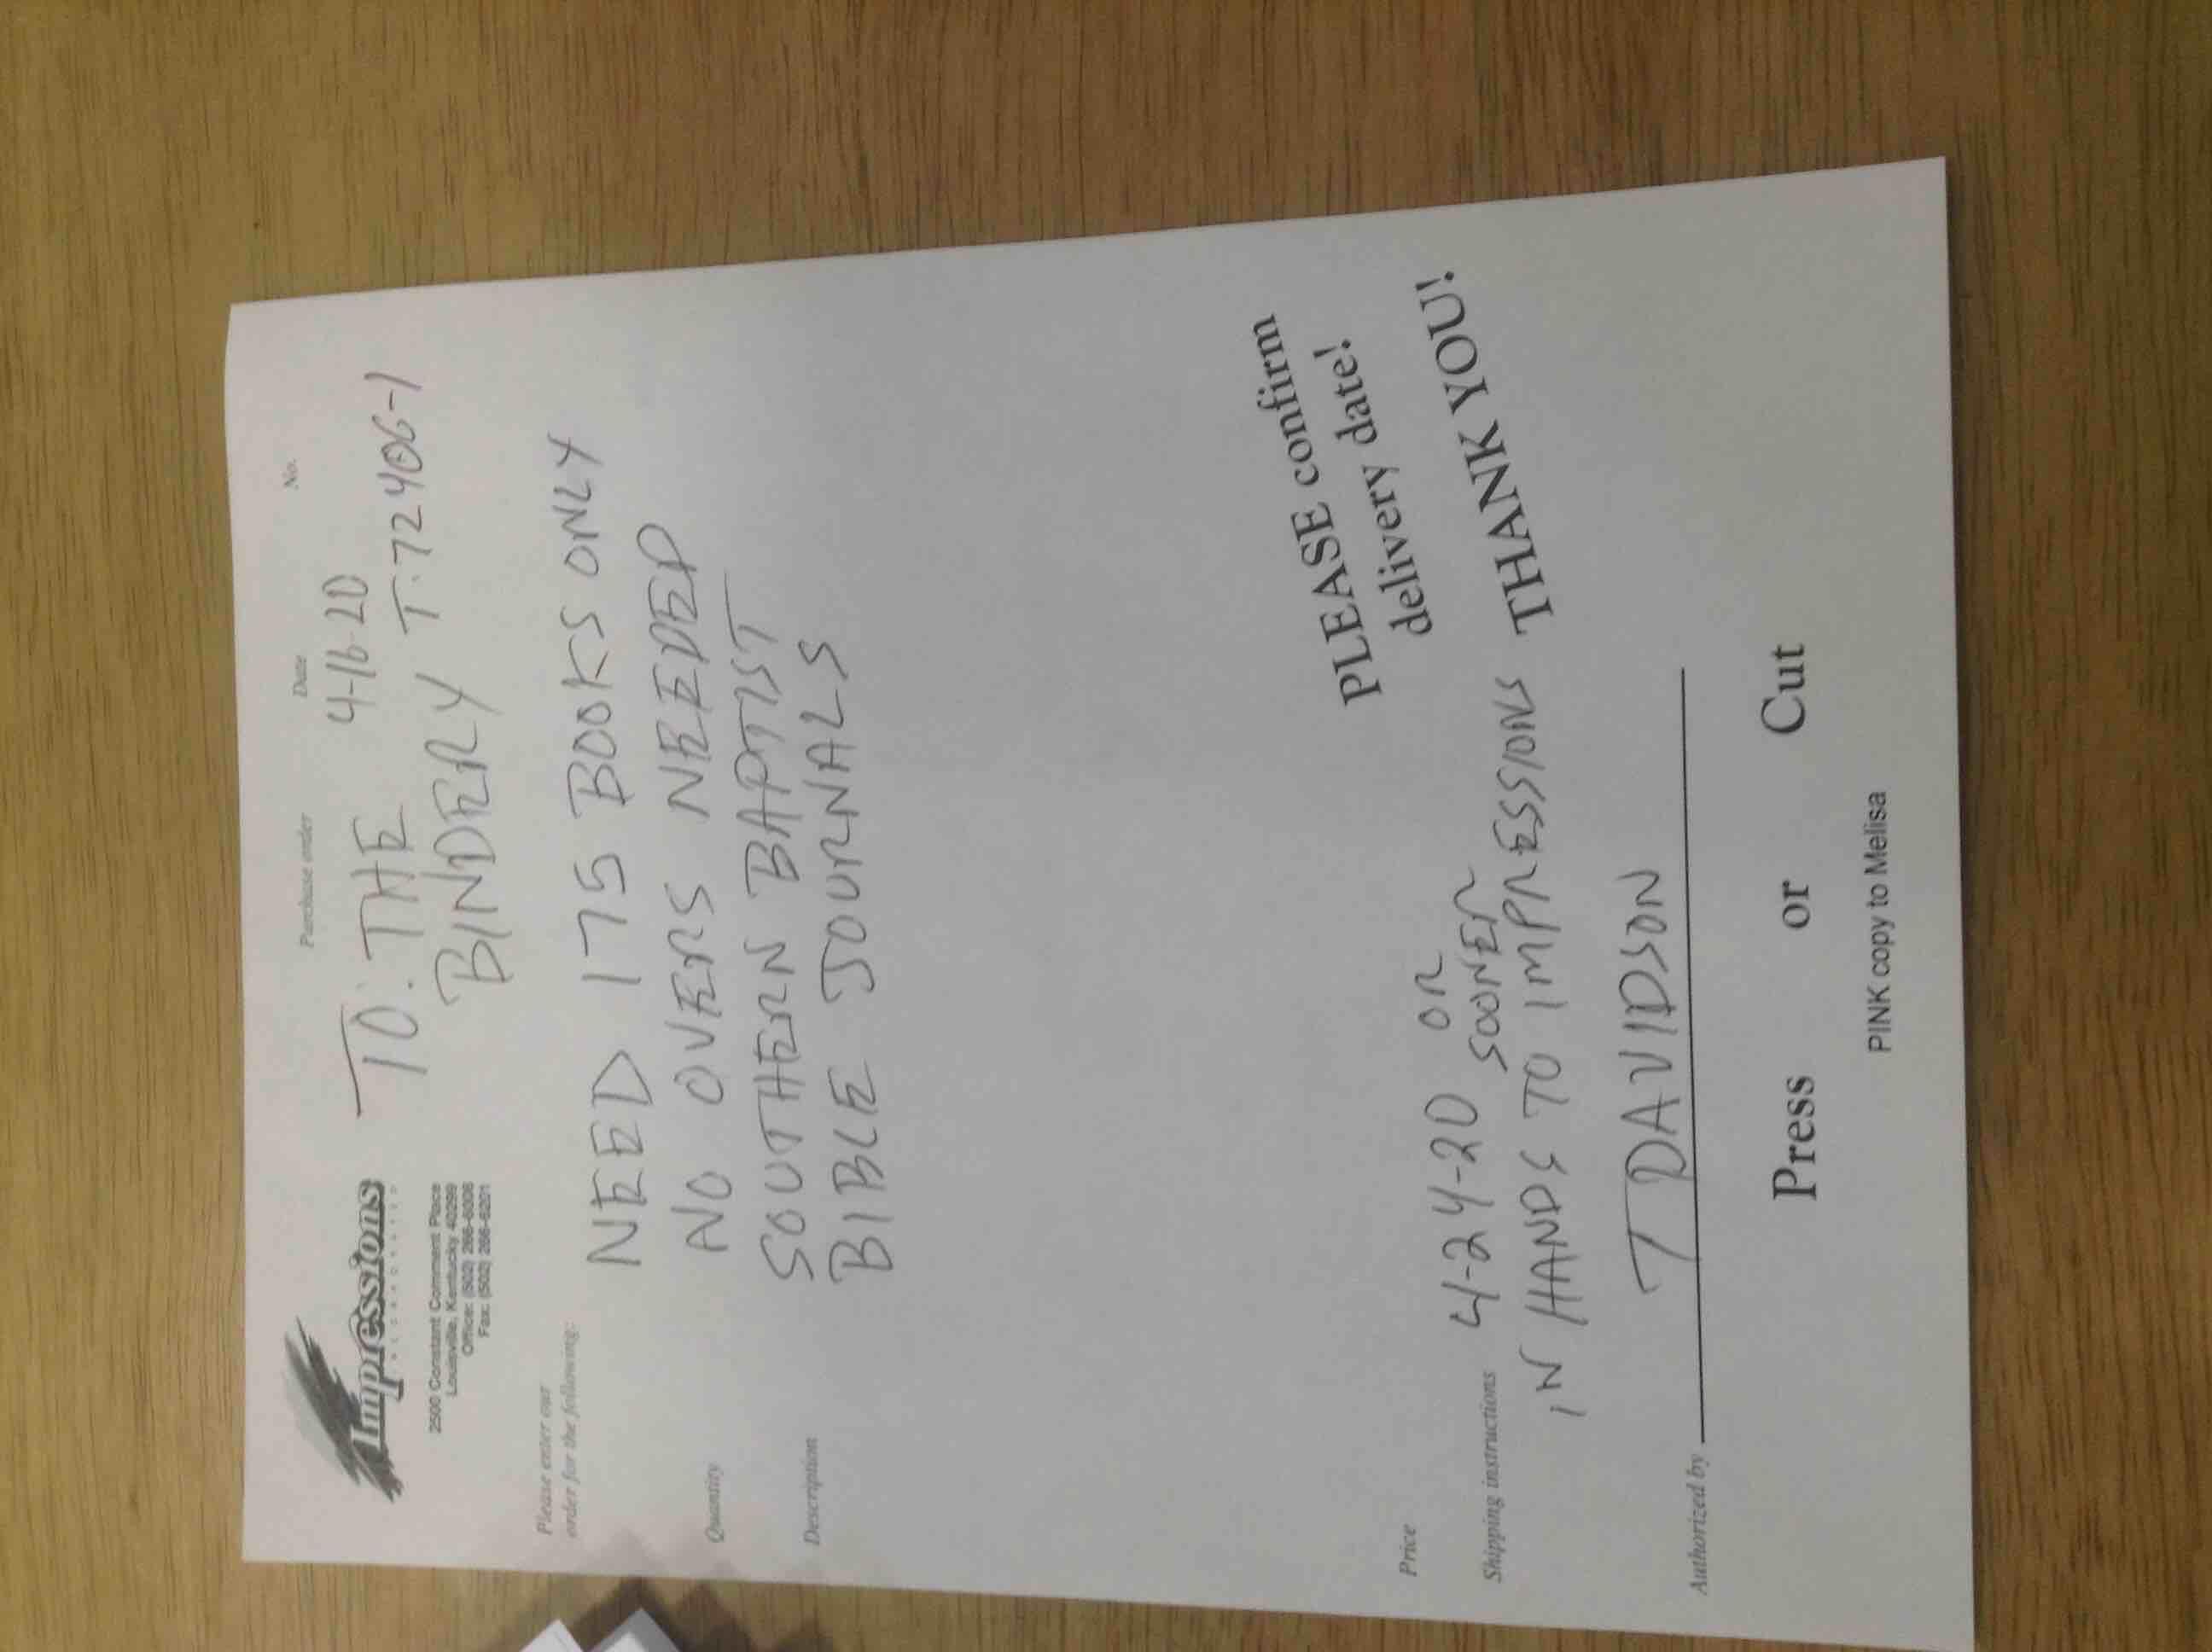 Impressions
INCORPORATED
2500 Constant Comment Place
Louisville, Kentucky 40299
Office: (502) 266-6006
Fax: (502) 266-6201
Purchase order
Date
No.
TO: THE
BINDERY
4-16-20
T-72406-1
Please enter our
order for the following:
NEED 175 BOOKS ONLY
Quantity
NO OVERS NEEDED
Description
SOUTHERN BAPTIST
BIBLE JOURNALS
PLEASE confirm
delivery date!
THANK YOU!
Price
Shipping instructions
4-24-20 OR
SOONER
IN HANDS TO IMPRESSIONS
Authorized by
T DAVIDSON
Press or Cut
PINK copy to Melisa